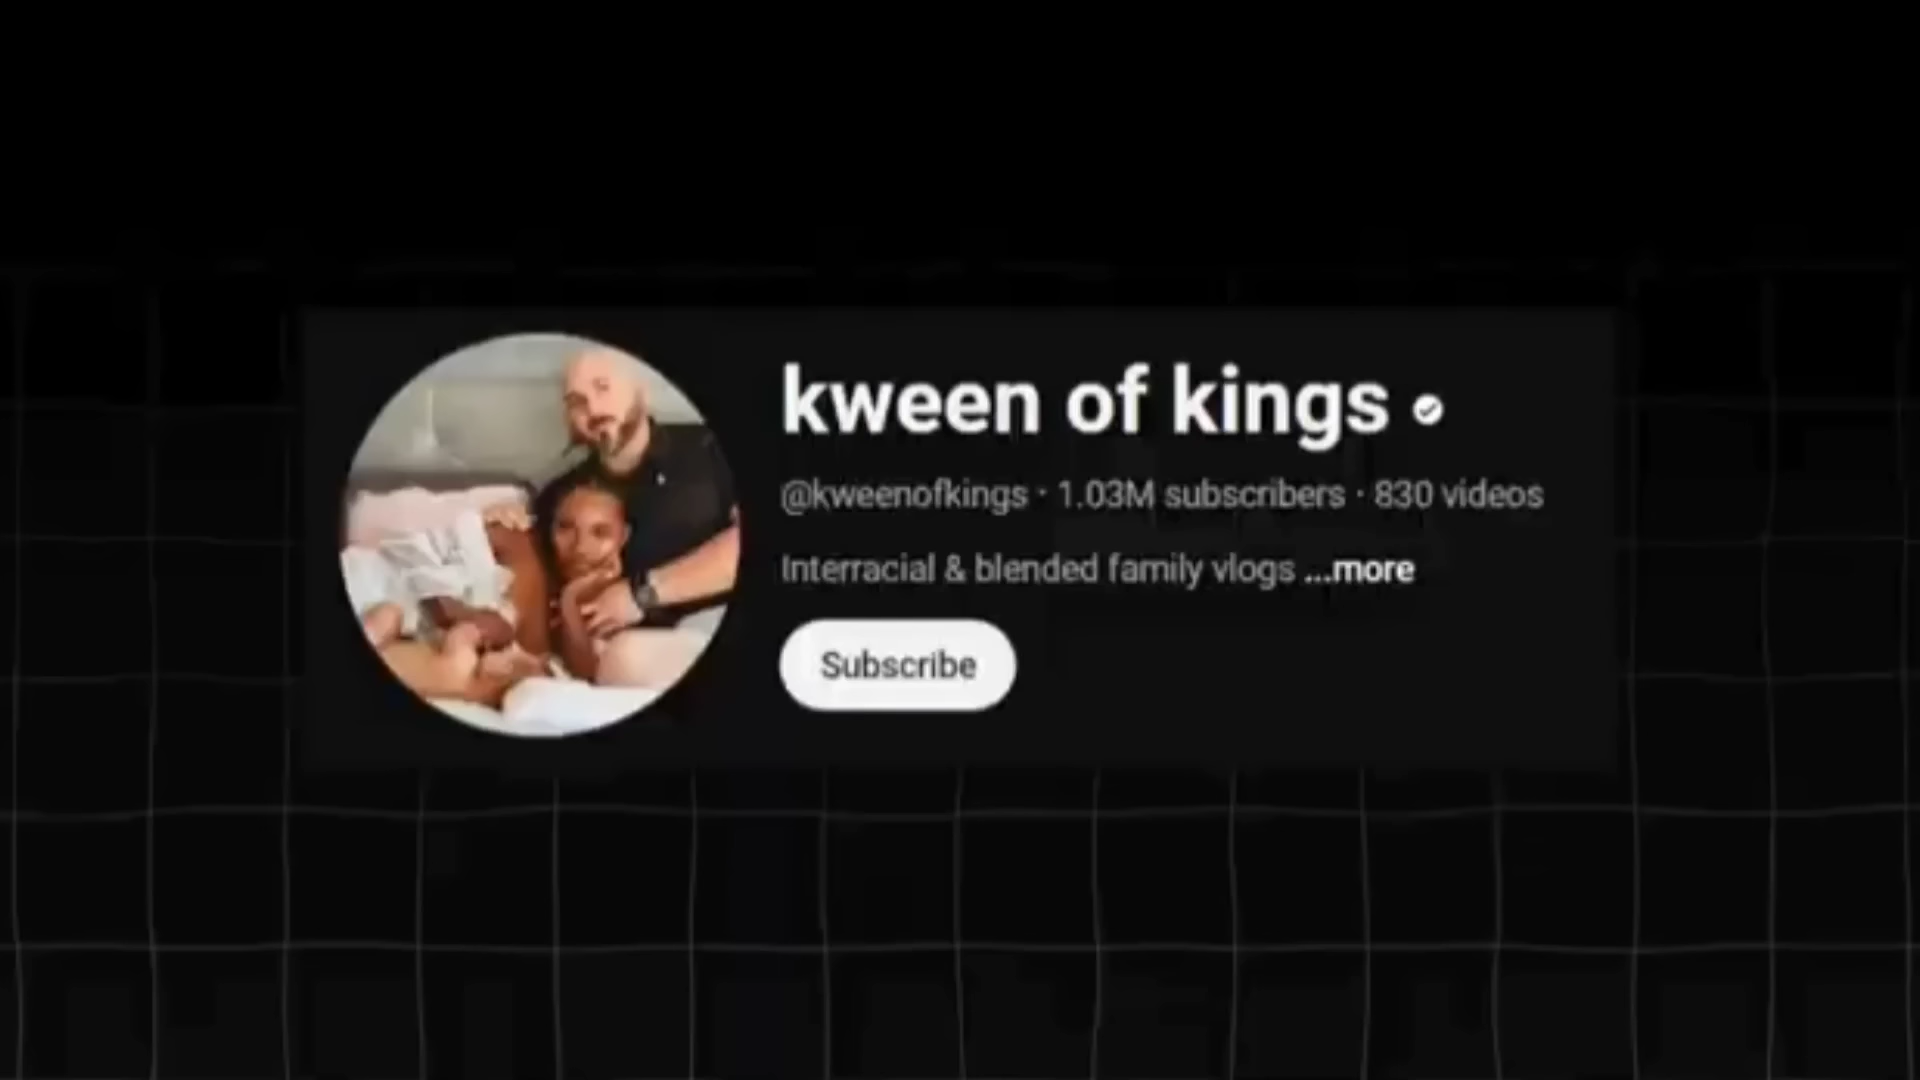 kween of kings
@kweenofkings · 1.03M subscribers · 830 videos
Interracial & blended family vlogs ...more
Subscribe